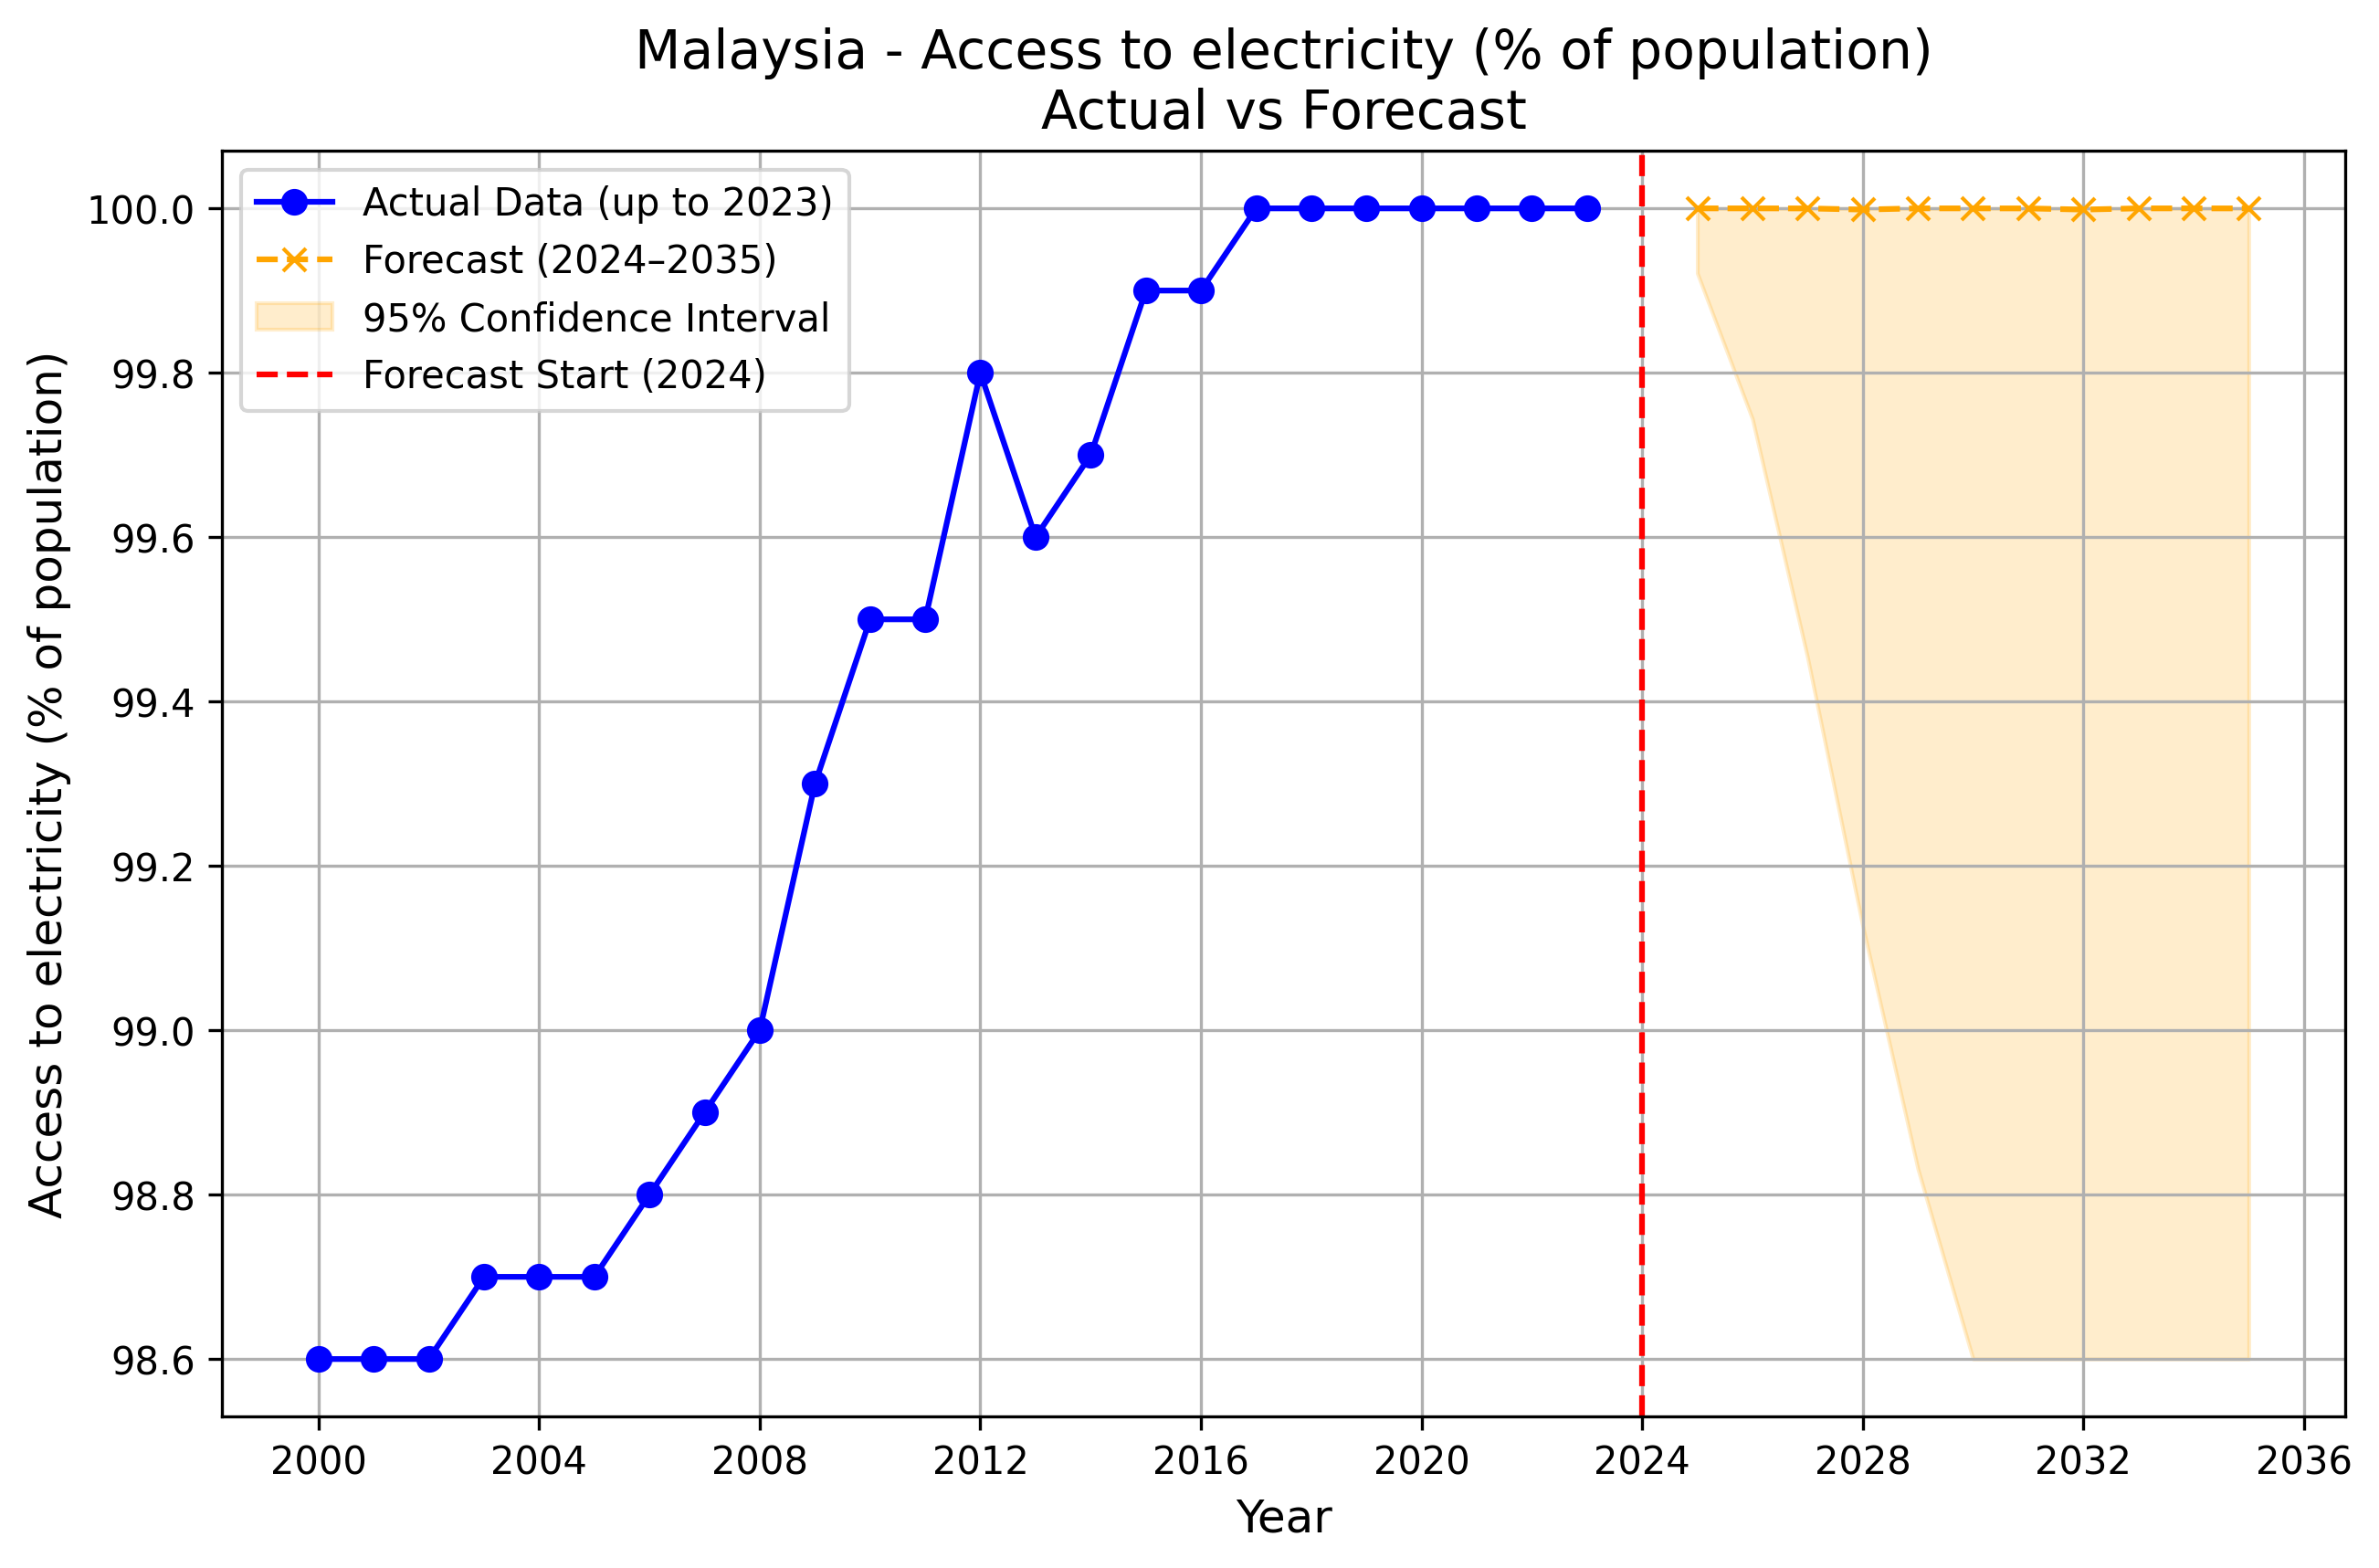 Malaysia - Access to electricity (% of population)
Actual vs Forecast
Actual Data (up to 2023)
Forecast (2024–2035)
95% Confidence Interval
Forecast Start (2024)
Access to electricity (% of population)
100.0
99.8
99.6
99.4
99.2
99.0
98.8
98.6
2000 2004 2008 2012 2016 2020 2024 2028 2032 2036
Year